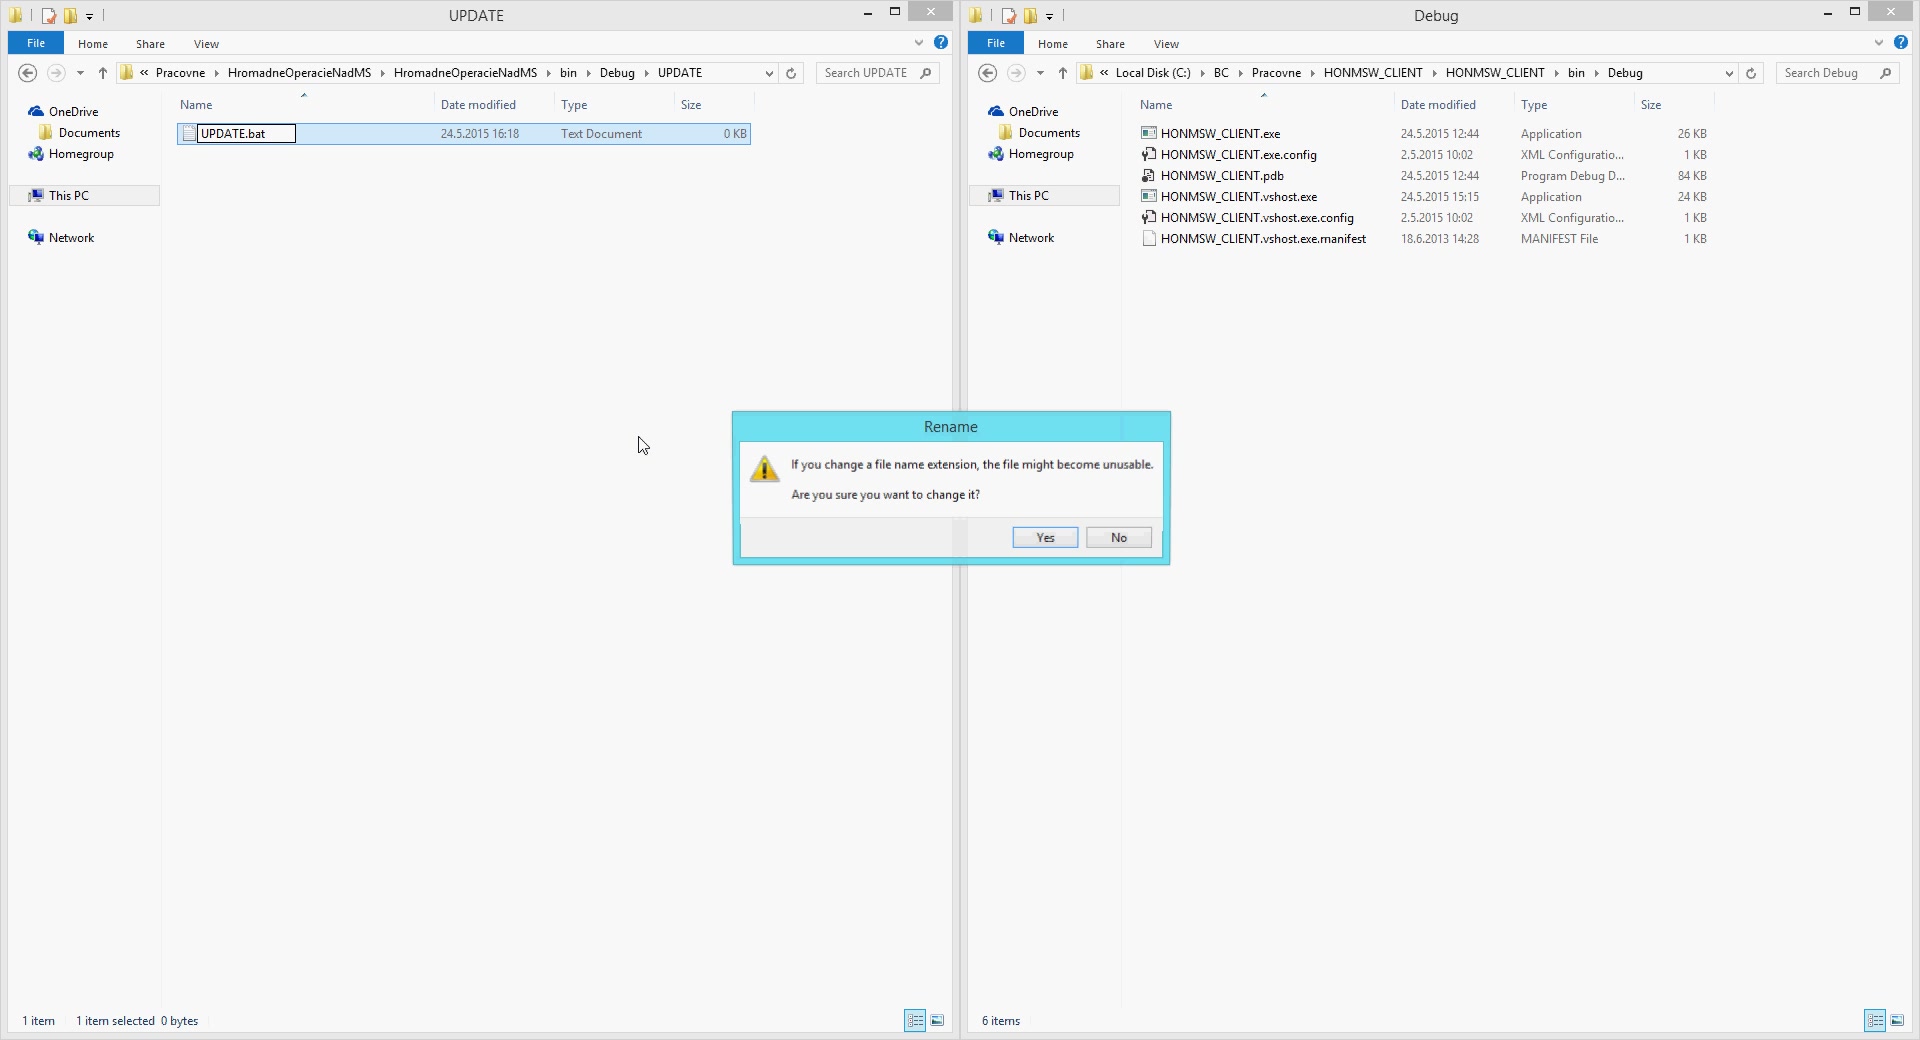 UPDATE
File Home Share View
« Pracovne HromadneOperacieNadMS HromadneOperacieNadMS bin Debug UPDATE
Search UPDATE
OneDrive
Documents
Homegroup
This PC
Network
Name Date modified Type Size
UPDATE.bat 24.5.2015 16:18 Text Document 0 KB
1 item 1 item selected 0 bytes
Debug
File Home Share View
« Local Disk (C:) BC Pracovne HONMSW_CLIENT HONMSW_CLIENT bin Debug
Search Debug
OneDrive
Documents
Homegroup
This PC
Network
Name Date modified Type Size
HONMSW_CLIENT.exe 24.5.2015 12:44 Application 26 KB
HONMSW_CLIENT.exe.config 2.5.2015 10:02 XML Configuratio... 1 KB
HONMSW_CLIENT.pdb 24.5.2015 12:44 Program Debug D... 84 KB
HONMSW_CLIENT.vshost.exe 24.5.2015 15:15 Application 24 KB
HONMSW_CLIENT.vshost.exe.config 2.5.2015 10:02 XML Configuratio... 1 KB
HONMSW_CLIENT.vshost.exe.manifest 18.6.2013 14:28 MANIFEST File 1 KB
6 items
Rename
If you change a file name extension, the file might become unusable.
Are you sure you want to change it?
Yes No